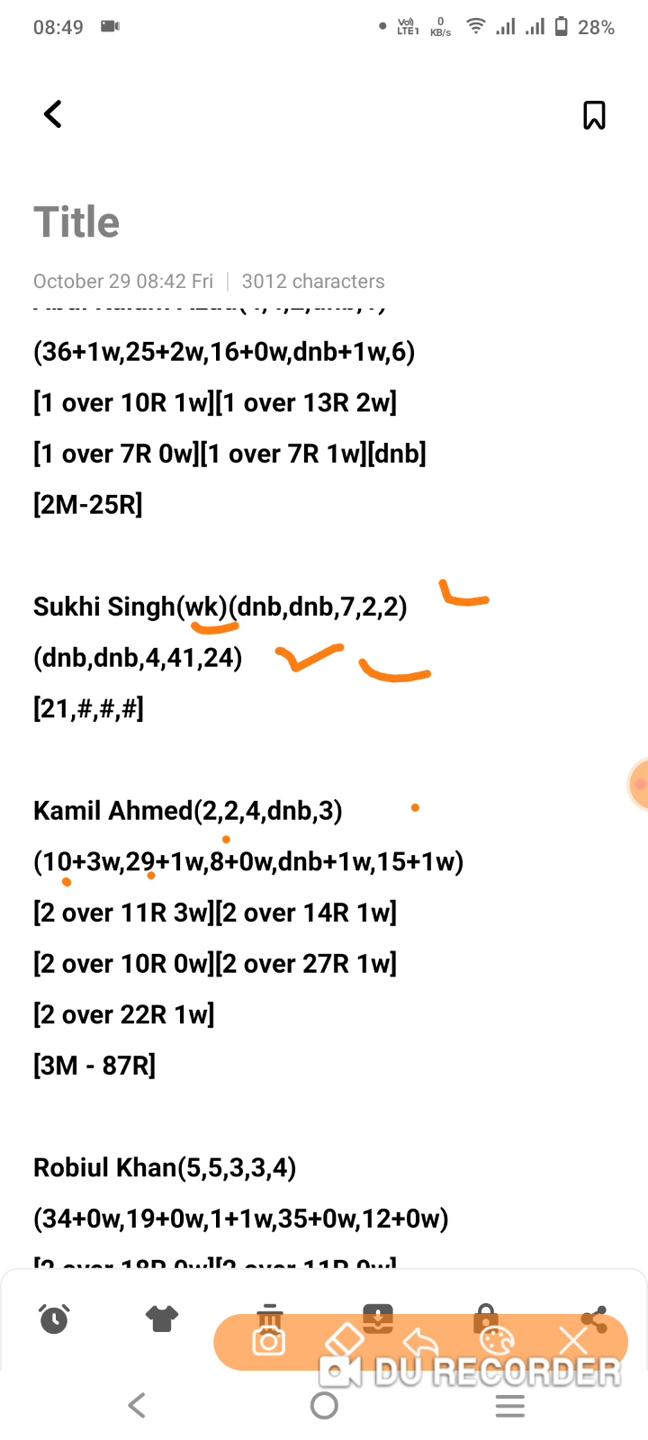 08:49
Vo) LTE1 0 KB/s 28%
Title
October 29 08:42 Fri | 3012 characters
(36+1w,25+2w,16+0w,dnb+1w,6)
[1 over 10R 1w][1 over 13R 2w]
[1 over 7R 0w][1 over 7R 1w][dnb]
[2M-25R]
Sukhi Singh(wk)(dnb,dnb,7,2,2)
(dnb,dnb,4,41,24)
[21,#,#,#]
Kamil Ahmed(2,2,4,dnb,3)
(10+3w,29+1w,8+0w,dnb+1w,15+1w)
[2 over 11R 3w][2 over 14R 1w]
[2 over 10R 0w][2 over 27R 1w]
[2 over 22R 1w]
[3M - 87R]
Robiul Khan(5,5,3,3,4)
(34+0w,19+0w,1+1w,35+0w,12+0w)
DU RECORDER